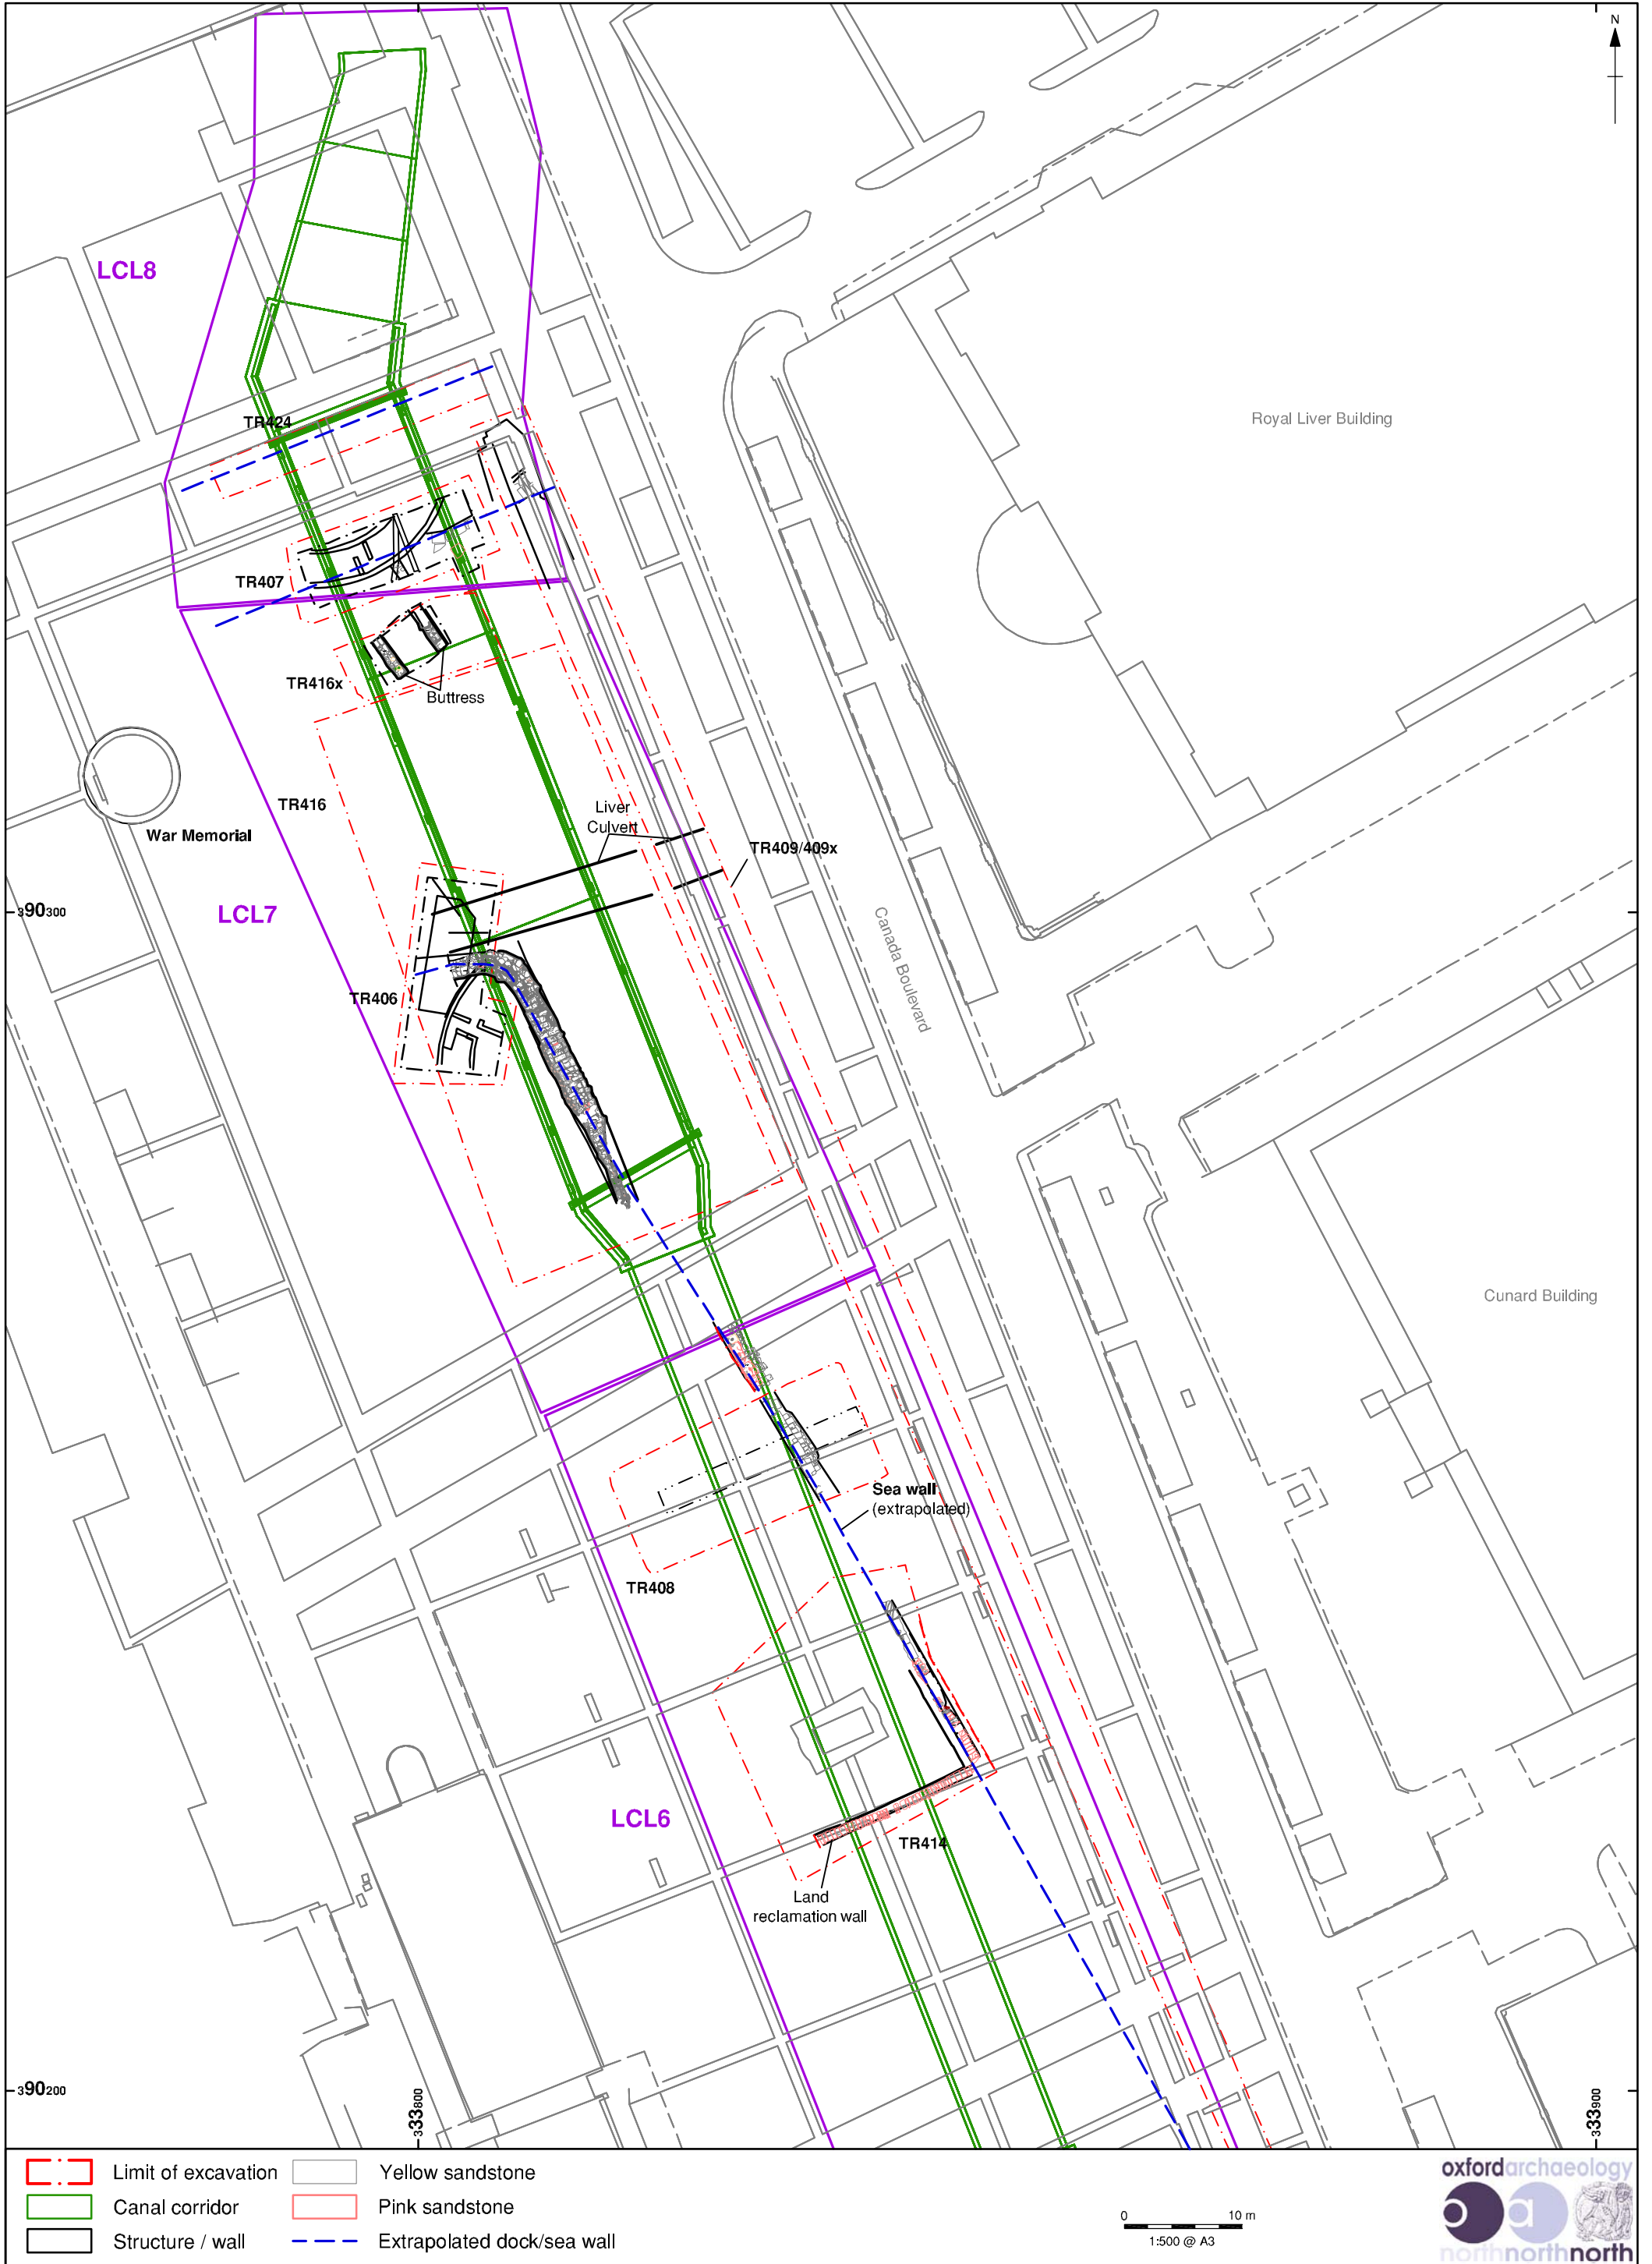 N
LCL8
Royal Liver Building
TR424
TR407
TR416x
Buttress
TR416
Liver
Culvert
War Memorial
TR409/409x
390300
LCL7
Canada Boulevard
TR406
Cunard Building
Sea wall
(extrapolated)
TR408
LCL6
TR414
Land
reclamation wall
390200
333800
333900
Limit of excavation
Yellow sandstone
Canal corridor
Pink sandstone
Structure / wall
Extrapolated dock/sea wall
0 10 m
1:500 @ A3
oxfordarchaeology
oa
northnorthnorth